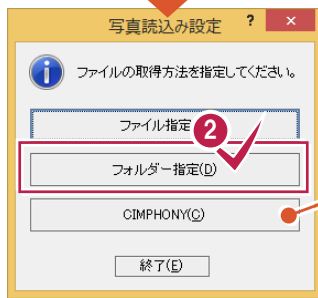 写真読込み設定 ? ×
ファイルの取得方法を指定してください。
ファイル指定
2
フォルダー指定(D)
CIMPHONY(C)
終了(E)